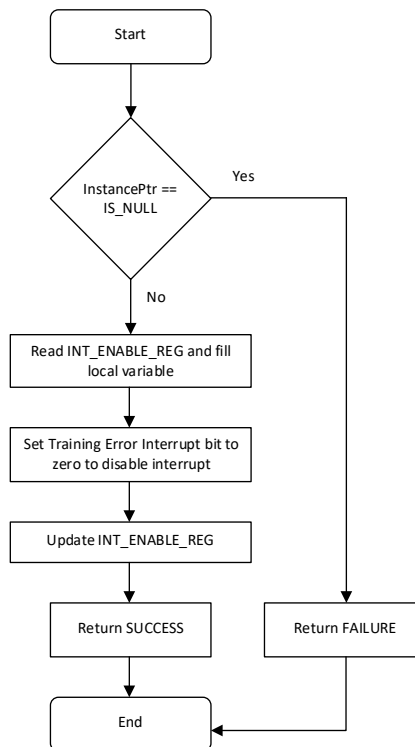 Start
InstancePtr ==
IS_NULL
Yes
No
Read INT_ENABLE_REG and fill
local variable
Set Training Error Interrupt bit to
zero to disable interrupt
Update INT_ENABLE_REG
Return SUCCESS
Return FAILURE
End